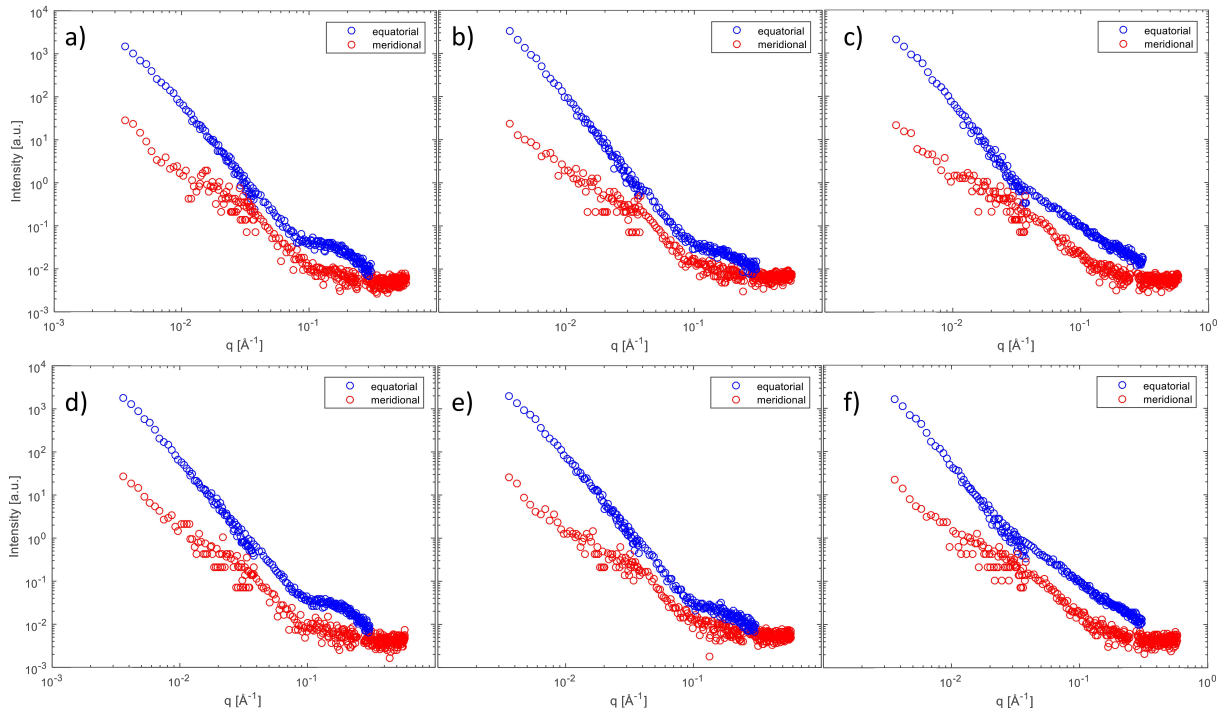 10^4
10^3
10^2
10^1
10^0
10^-1
10^-2
10^-3
Intensity [a.u.]
a)
equatorial
meridional
b)
equatorial
meridional
c)
equatorial
meridional
10^-3
10^-2
10^-1
10^-2
10^-1
10^-2
10^-1
10^0
q [Å^-1]
q [Å^-1]
q [Å^-1]
10^4
10^3
10^2
10^1
10^0
10^-1
10^-2
10^-3
Intensity [a.u.]
d)
equatorial
meridional
e)
equatorial
meridional
f)
equatorial
meridional
10^-3
10^-2
10^-1
10^-2
10^-1
10^-2
10^-1
10^0
q [Å^-1]
q [Å^-1]
q [Å^-1]